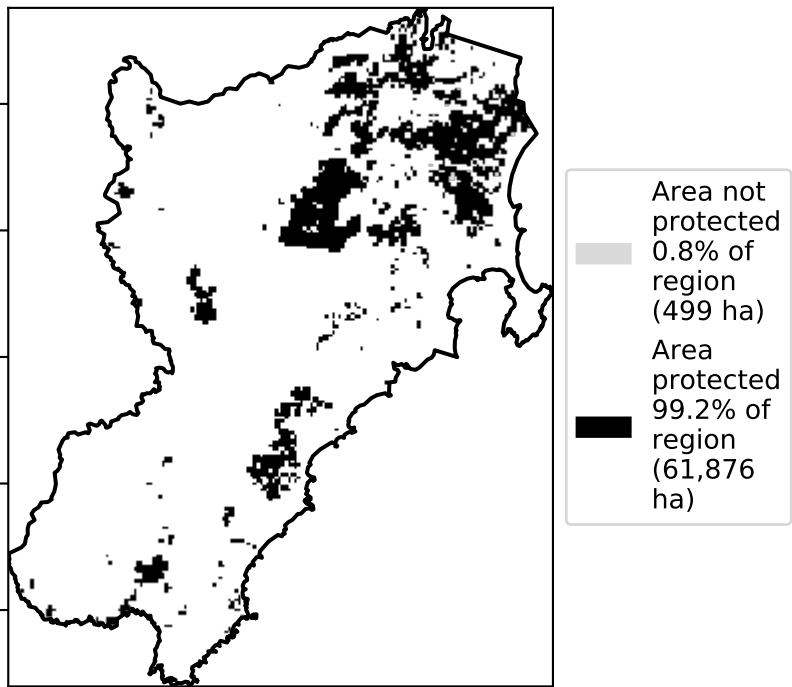 Area not
protected
0.8% of
region
(499 ha)
Area
protected
99.2% of
region
(61,876
ha)